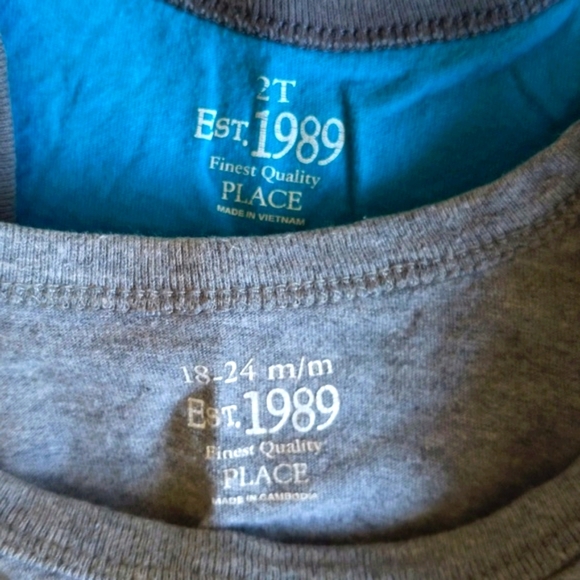 2T
EST. 1989
Finest Quality
PLACE
MADE IN VIETNAM
18-24 m/m
EST. 1989
Finest Quality
PLACE
MADE IN CAMBODIA